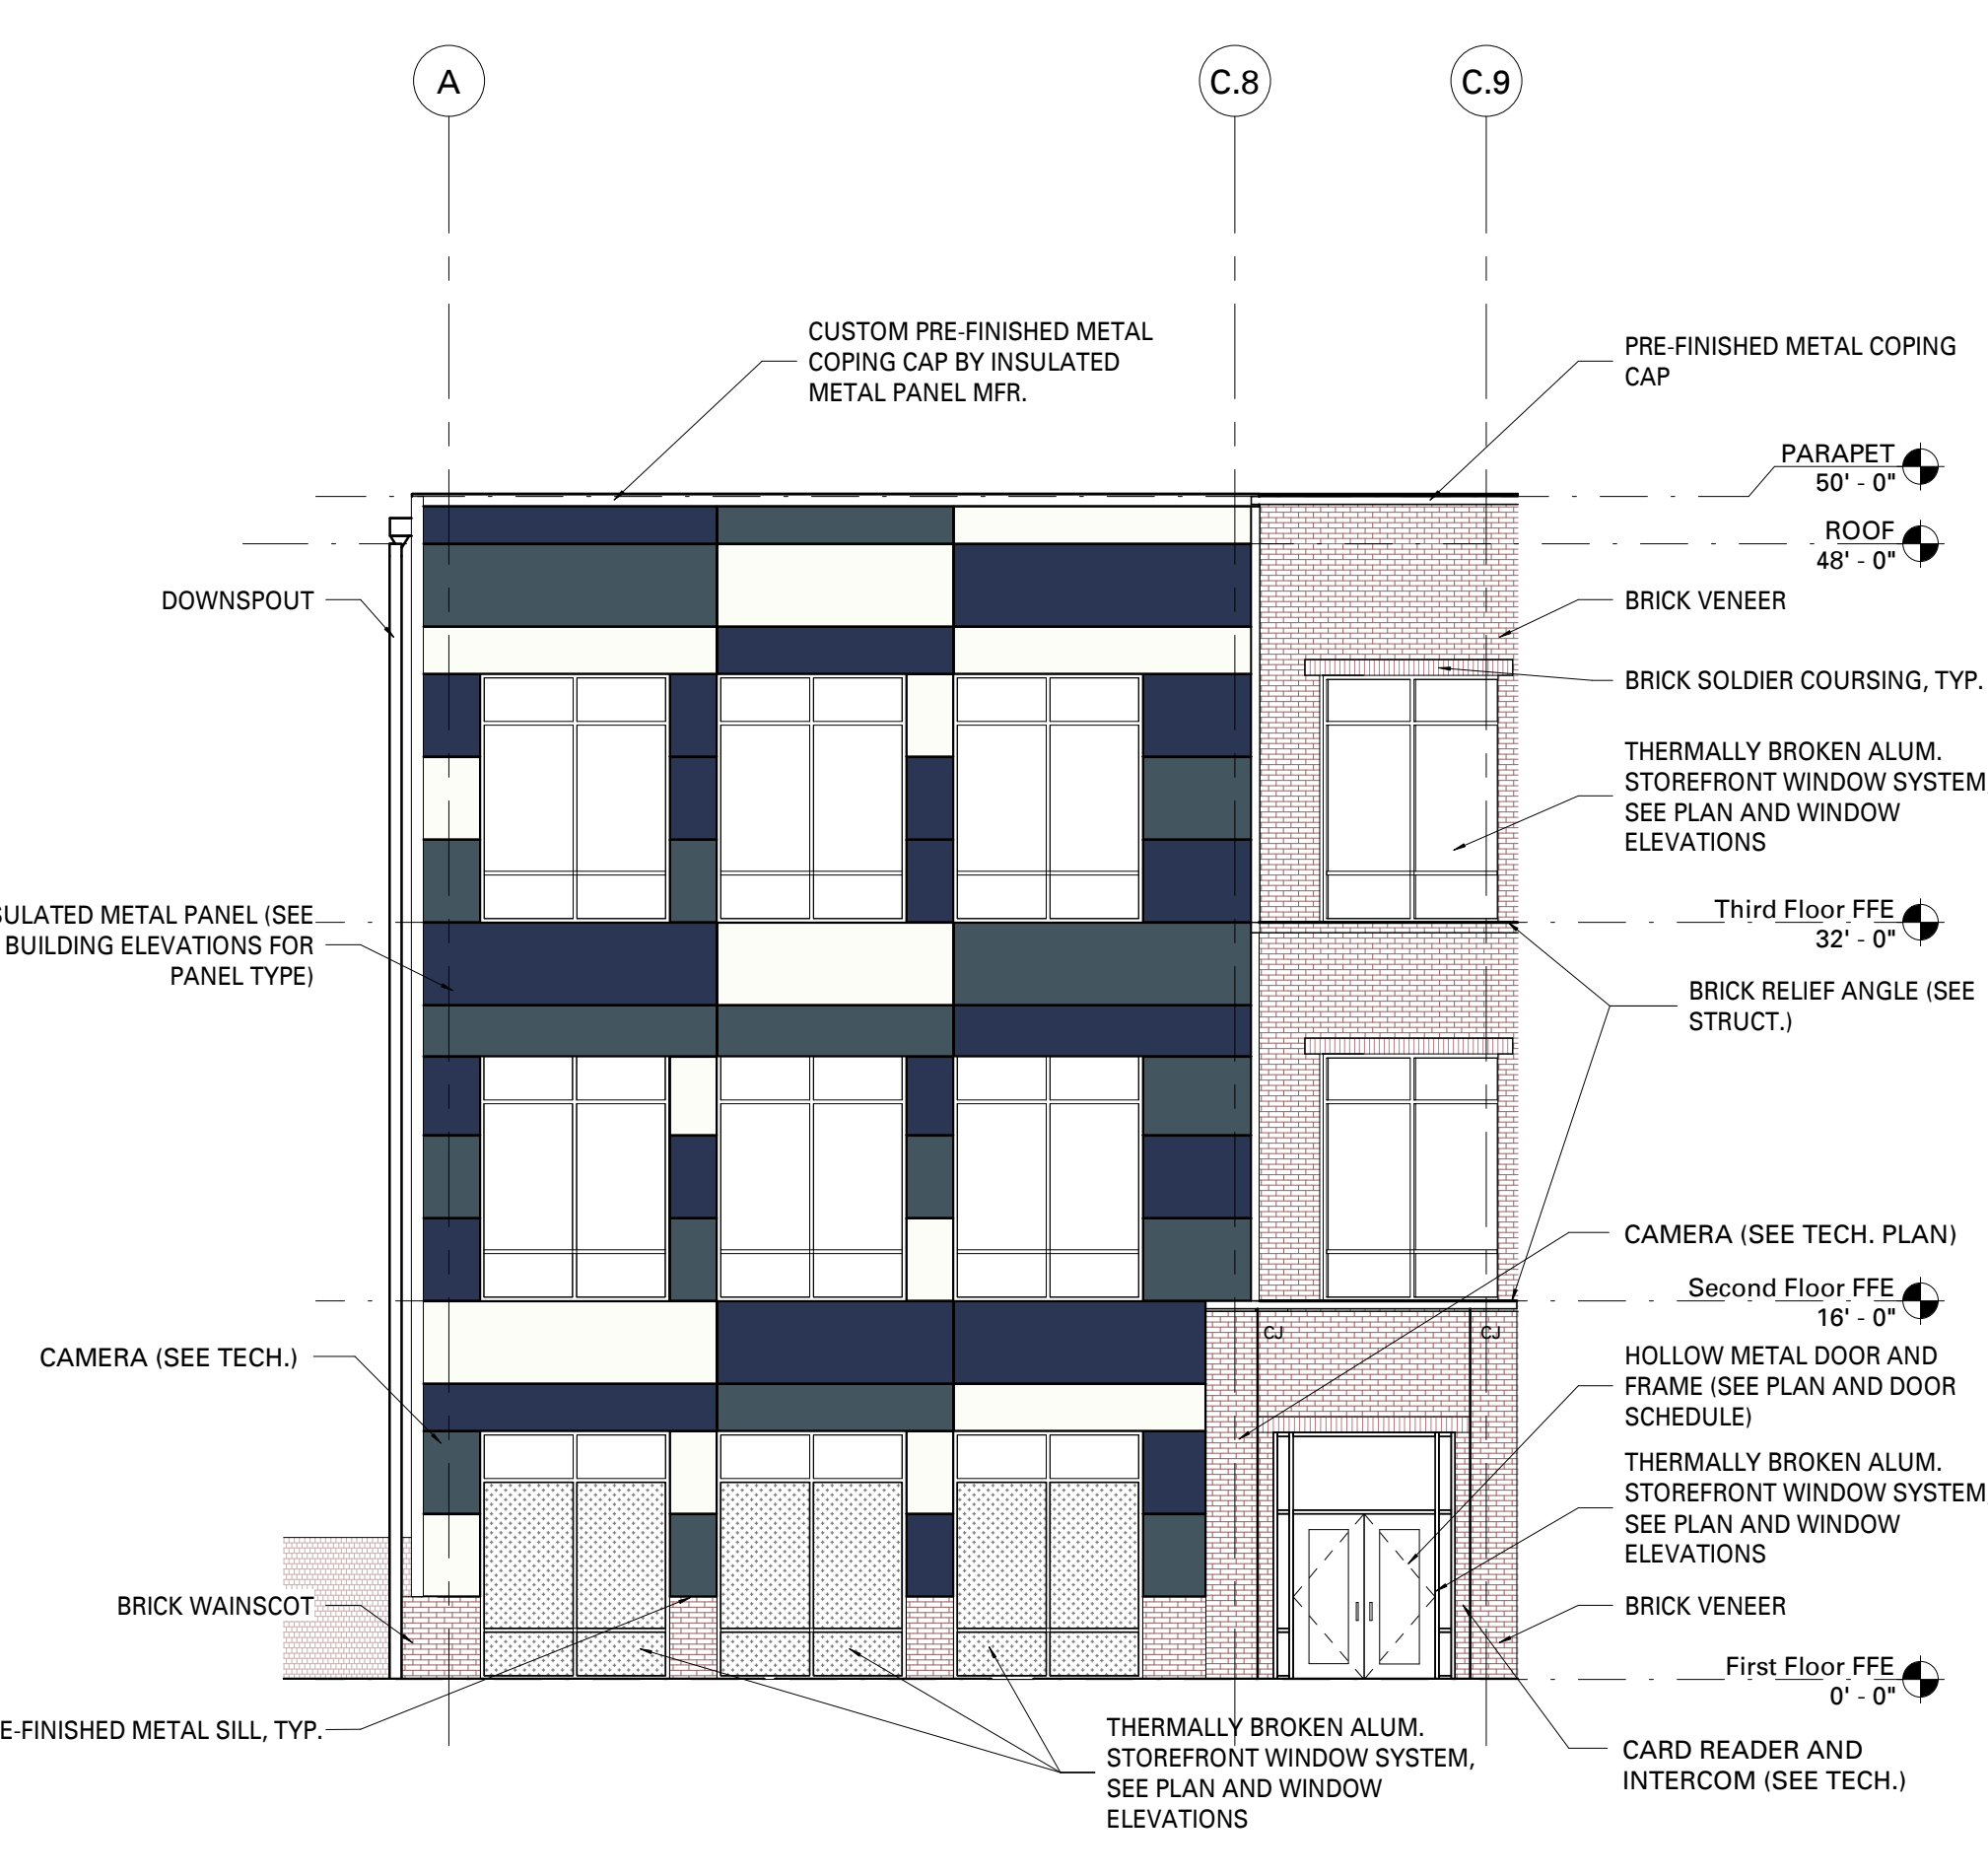 A
C.8
C.9
CUSTOM PRE-FINISHED METAL
COPING CAP BY INSULATED
METAL PANEL MFR.
PRE-FINISHED METAL COPING
CAP
PARAPET
50' - 0"
ROOF
48' - 0"
DOWNSPOUT
BRICK VENEER
BRICK SOLDIER COURSING, TYP.
THERMALLY BROKEN ALUM.
STOREFRONT WINDOW SYSTEM
SEE PLAN AND WINDOW
ELEVATIONS
SULATED METAL PANEL (SEE
BUILDING ELEVATIONS FOR
PANEL TYPE)
Third Floor FFE
32' - 0"
BRICK RELIEF ANGLE (SEE
STRUCT.)
CAMERA (SEE TECH. PLAN)
Second Floor FFE
16' - 0"
CJ
CJ
CAMERA (SEE TECH.)
HOLLOW METAL DOOR AND
FRAME (SEE PLAN AND DOOR
SCHEDULE)
THERMALLY BROKEN ALUM.
STOREFRONT WINDOW SYSTEM
SEE PLAN AND WINDOW
ELEVATIONS
BRICK WAINSCOT
BRICK VENEER
First Floor FFE
0' - 0"
E-FINISHED METAL SILL, TYP.
THERMALLY BROKEN ALUM.
STOREFRONT WINDOW SYSTEM,
SEE PLAN AND WINDOW
ELEVATIONS
CARD READER AND
INTERCOM (SEE TECH.)